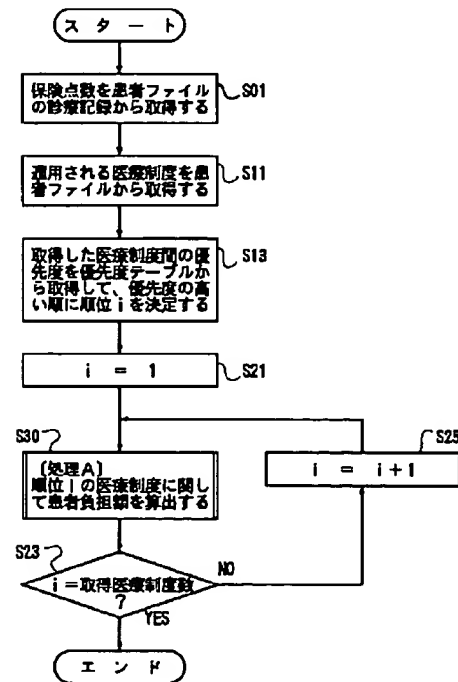 スタート
保険点数を患者ファイル
の診療記録から取得する
S01
適用される医療制度を患
者ファイルから取得する
S11
取得した医療制度間の優
先度を優先度テーブルか
ら取得して、優先度の高
い順に順位iを決定する
S13
i = 1
S21
S30
〔処理A〕
順位iの医療制度に関し
て患者負担額を算出する
S25
i = i+1
S23
i=取得医療制度数
?
NO
YES
エンド